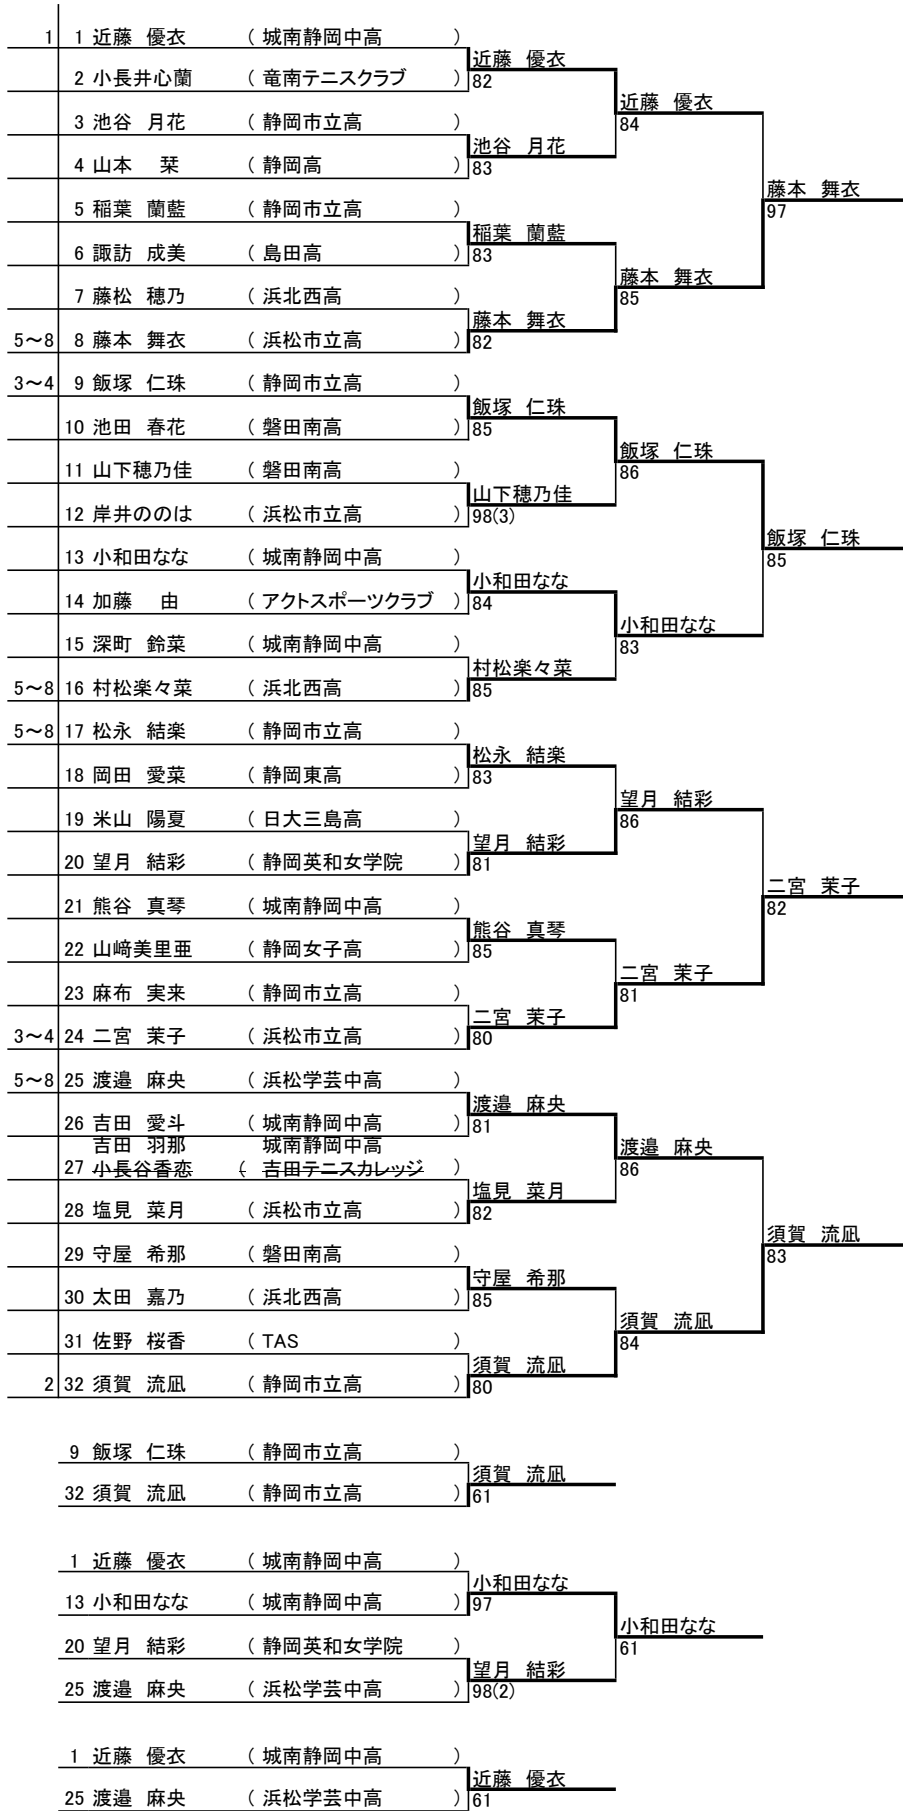 1 1 近藤 優衣 ( 城南静岡中高 )
近藤 優衣
2 小長井心蘭 ( 竜南テニスクラブ ) 82
近藤 優衣
3 池谷 月花 ( 静岡市立高 ) 84
池谷 月花
4 山本 栞 ( 静岡高 ) 83
藤本 舞衣
5 稲葉 蘭藍 ( 静岡市立高 ) 97
稲葉 蘭藍
6 諏訪 成美 ( 島田高 ) 83
藤本 舞衣
7 藤松 穂乃 ( 浜北西高 ) 85
藤本 舞衣
5～8 8 藤本 舞衣 ( 浜松市立高 ) 82
3～4 9 飯塚 仁珠 ( 静岡市立高 )
飯塚 仁珠
10 池田 春花 ( 磐田南高 ) 85
飯塚 仁珠
11 山下穂乃佳 ( 磐田南高 ) 86
山下穂乃佳
12 岸井ののは ( 浜松市立高 ) 98(3)
飯塚 仁珠
13 小和田なな ( 城南静岡中高 ) 85
小和田なな
14 加藤 由 ( アクトスポーツクラブ ) 84
小和田なな
15 深町 鈴菜 ( 城南静岡中高 ) 83
村松楽々菜
5～8 16 村松楽々菜 ( 浜北西高 ) 85
5～8 17 松永 結楽 ( 静岡市立高 )
松永 結楽
18 岡田 愛菜 ( 静岡東高 ) 83
望月 結彩
19 米山 陽夏 ( 日大三島高 ) 86
望月 結彩
20 望月 結彩 ( 静岡英和女学院 ) 81
二宮 茉子
21 熊谷 真琴 ( 城南静岡中高 ) 82
熊谷 真琴
22 山﨑美里亜 ( 静岡女子高 ) 85
二宮 茉子
23 麻布 実来 ( 静岡市立高 ) 81
二宮 茉子
3～4 24 二宮 茉子 ( 浜松市立高 ) 80
5～8 25 渡邉 麻央 ( 浜松学芸中高 )
渡邉 麻央
26 吉田 愛斗 ( 城南静岡中高 ) 81
吉田 羽那 城南静岡中高 渡邉 麻央
27 小長谷香恋 ( 吉田テニスカレッジ ) 86
塩見 菜月
28 塩見 菜月 ( 浜松市立高 ) 82
須賀 流凪
29 守屋 希那 ( 磐田南高 ) 83
守屋 希那
30 太田 嘉乃 ( 浜北西高 ) 85
須賀 流凪
31 佐野 桜香 ( TAS ) 84
須賀 流凪
2 32 須賀 流凪 ( 静岡市立高 ) 80
9 飯塚 仁珠 ( 静岡市立高 )
須賀 流凪
32 須賀 流凪 ( 静岡市立高 ) 61
1 近藤 優衣 ( 城南静岡中高 )
小和田なな
13 小和田なな ( 城南静岡中高 ) 97
小和田なな
20 望月 結彩 ( 静岡英和女学院 ) 61
望月 結彩
25 渡邉 麻央 ( 浜松学芸中高 ) 98(2)
1 近藤 優衣 ( 城南静岡中高 )
近藤 優衣
25 渡邉 麻央 ( 浜松学芸中高 ) 61